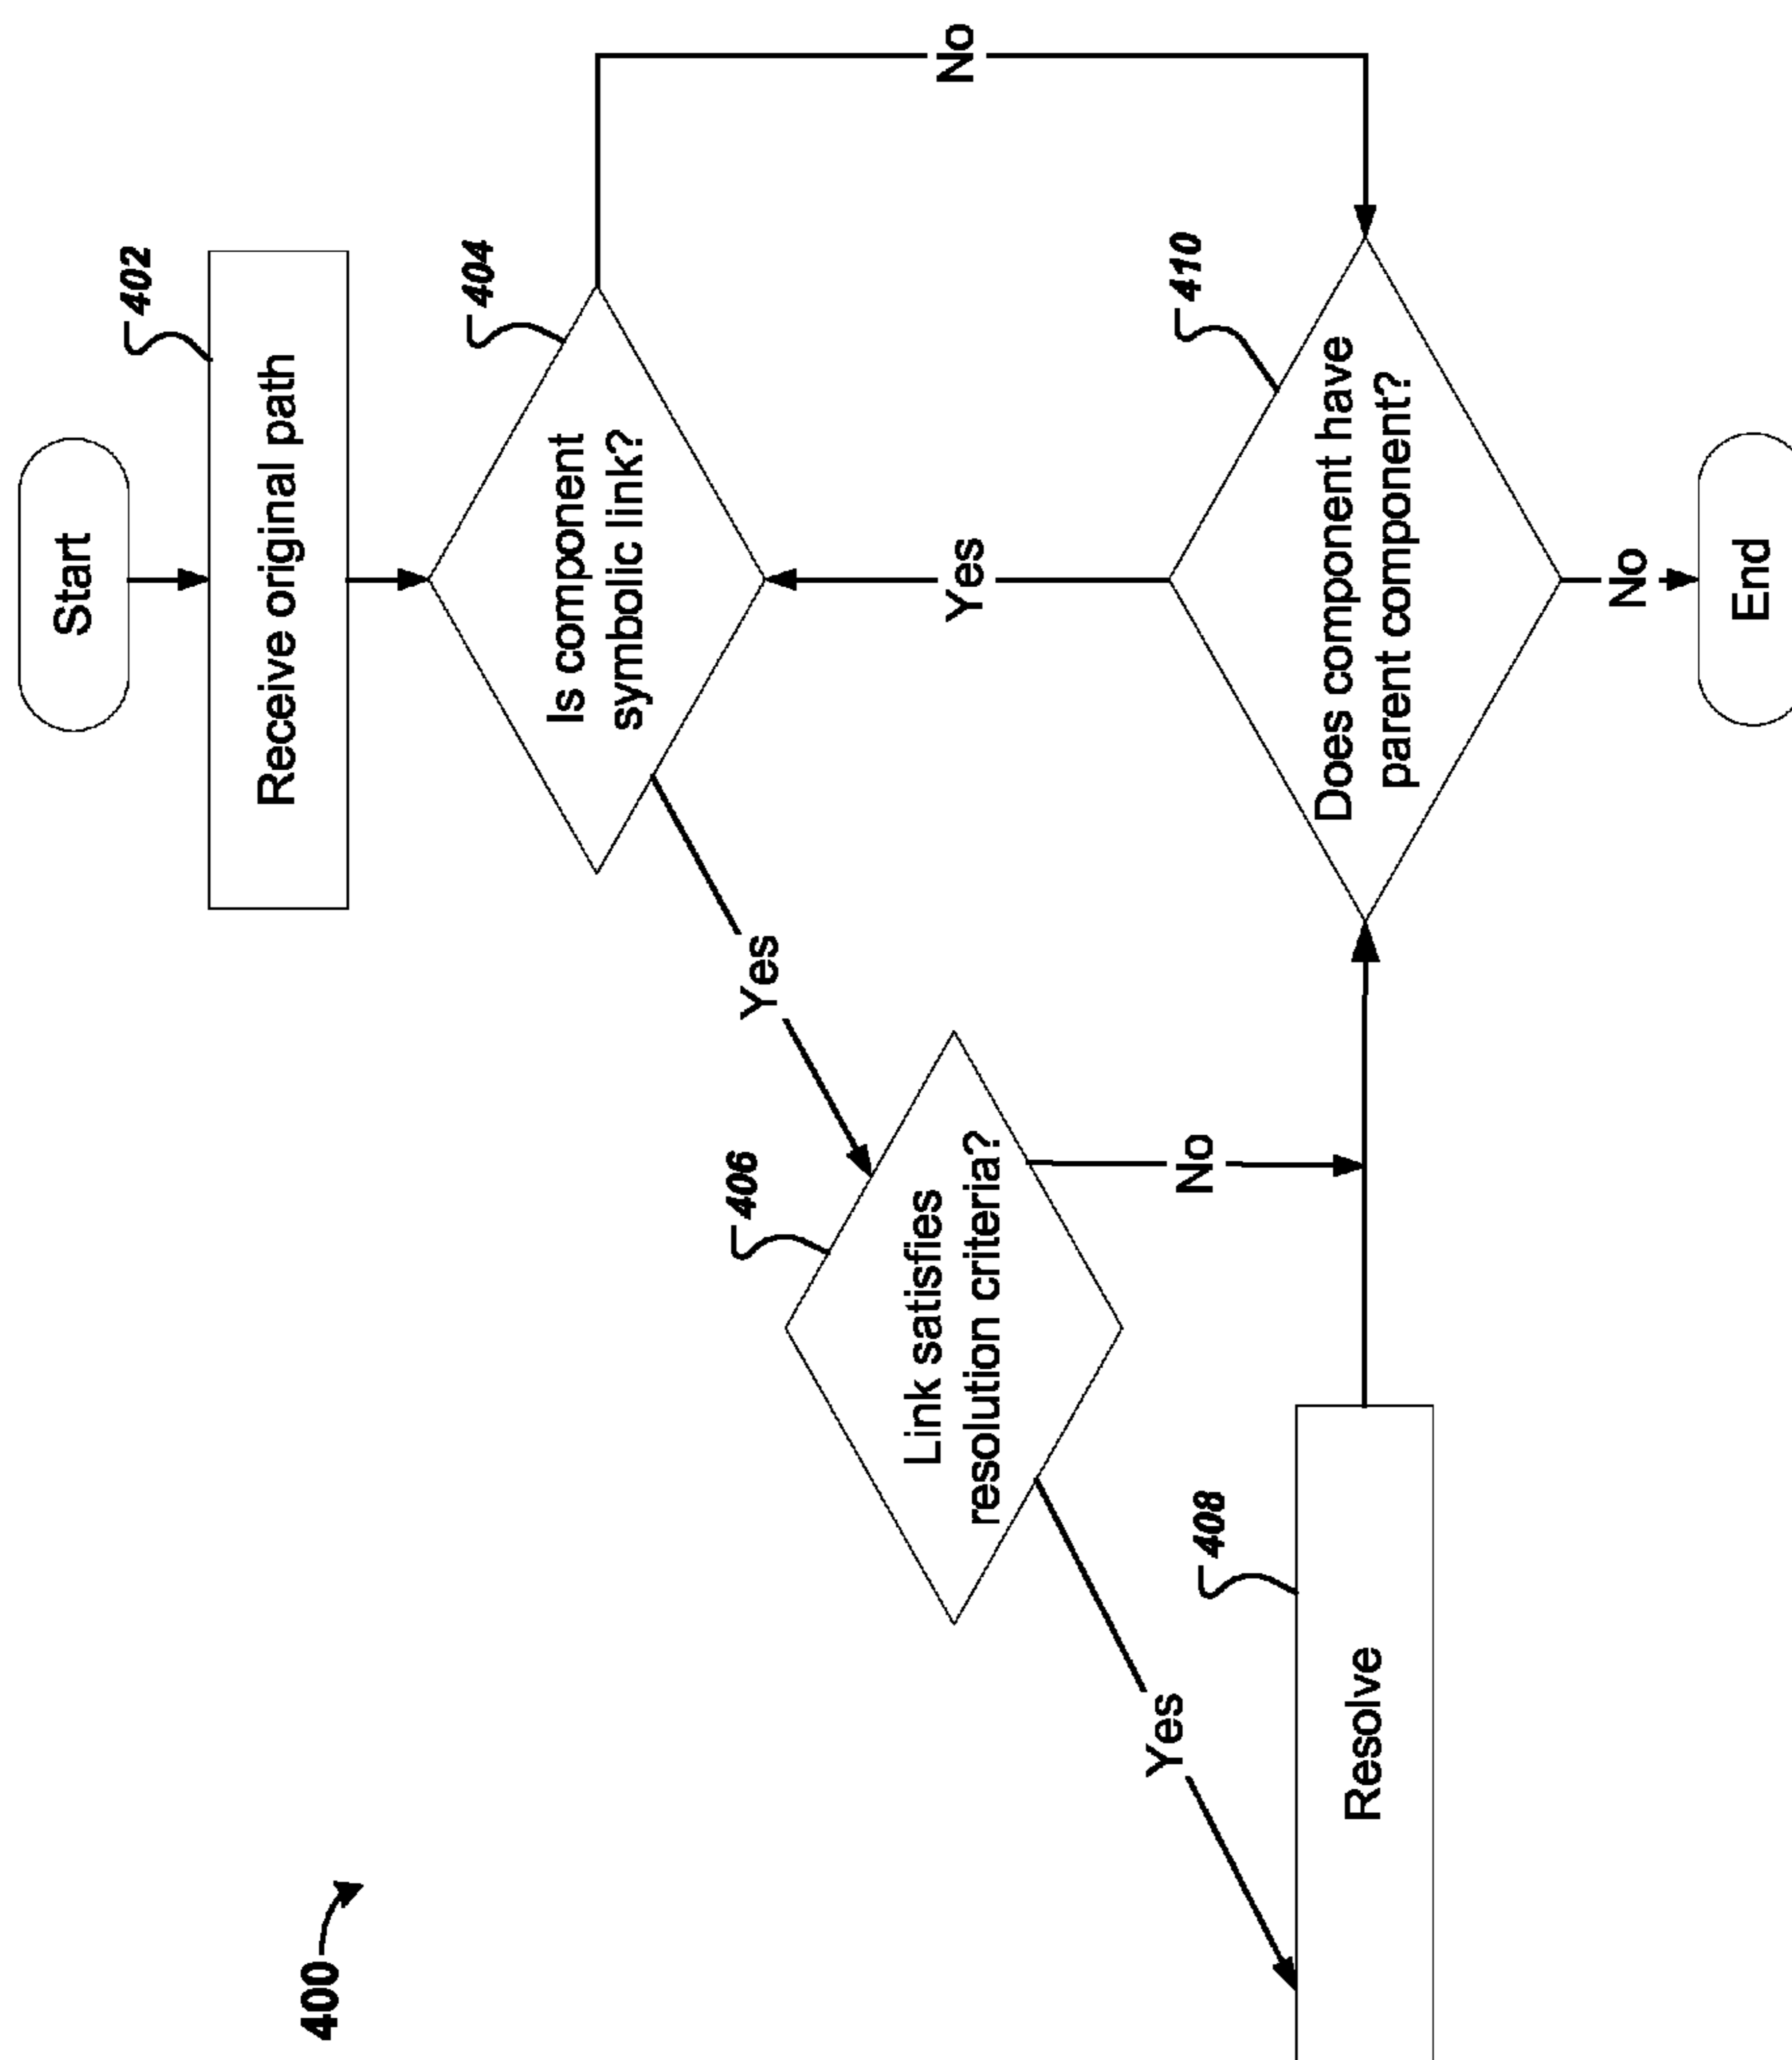 400
Start
402
Receive original path
404
Is component
symbolic link?
No
Yes
Yes
406
Link satisfies
resolution criteria?
No
Yes
408
Resolve
410
Does component have
parent component?
No
End